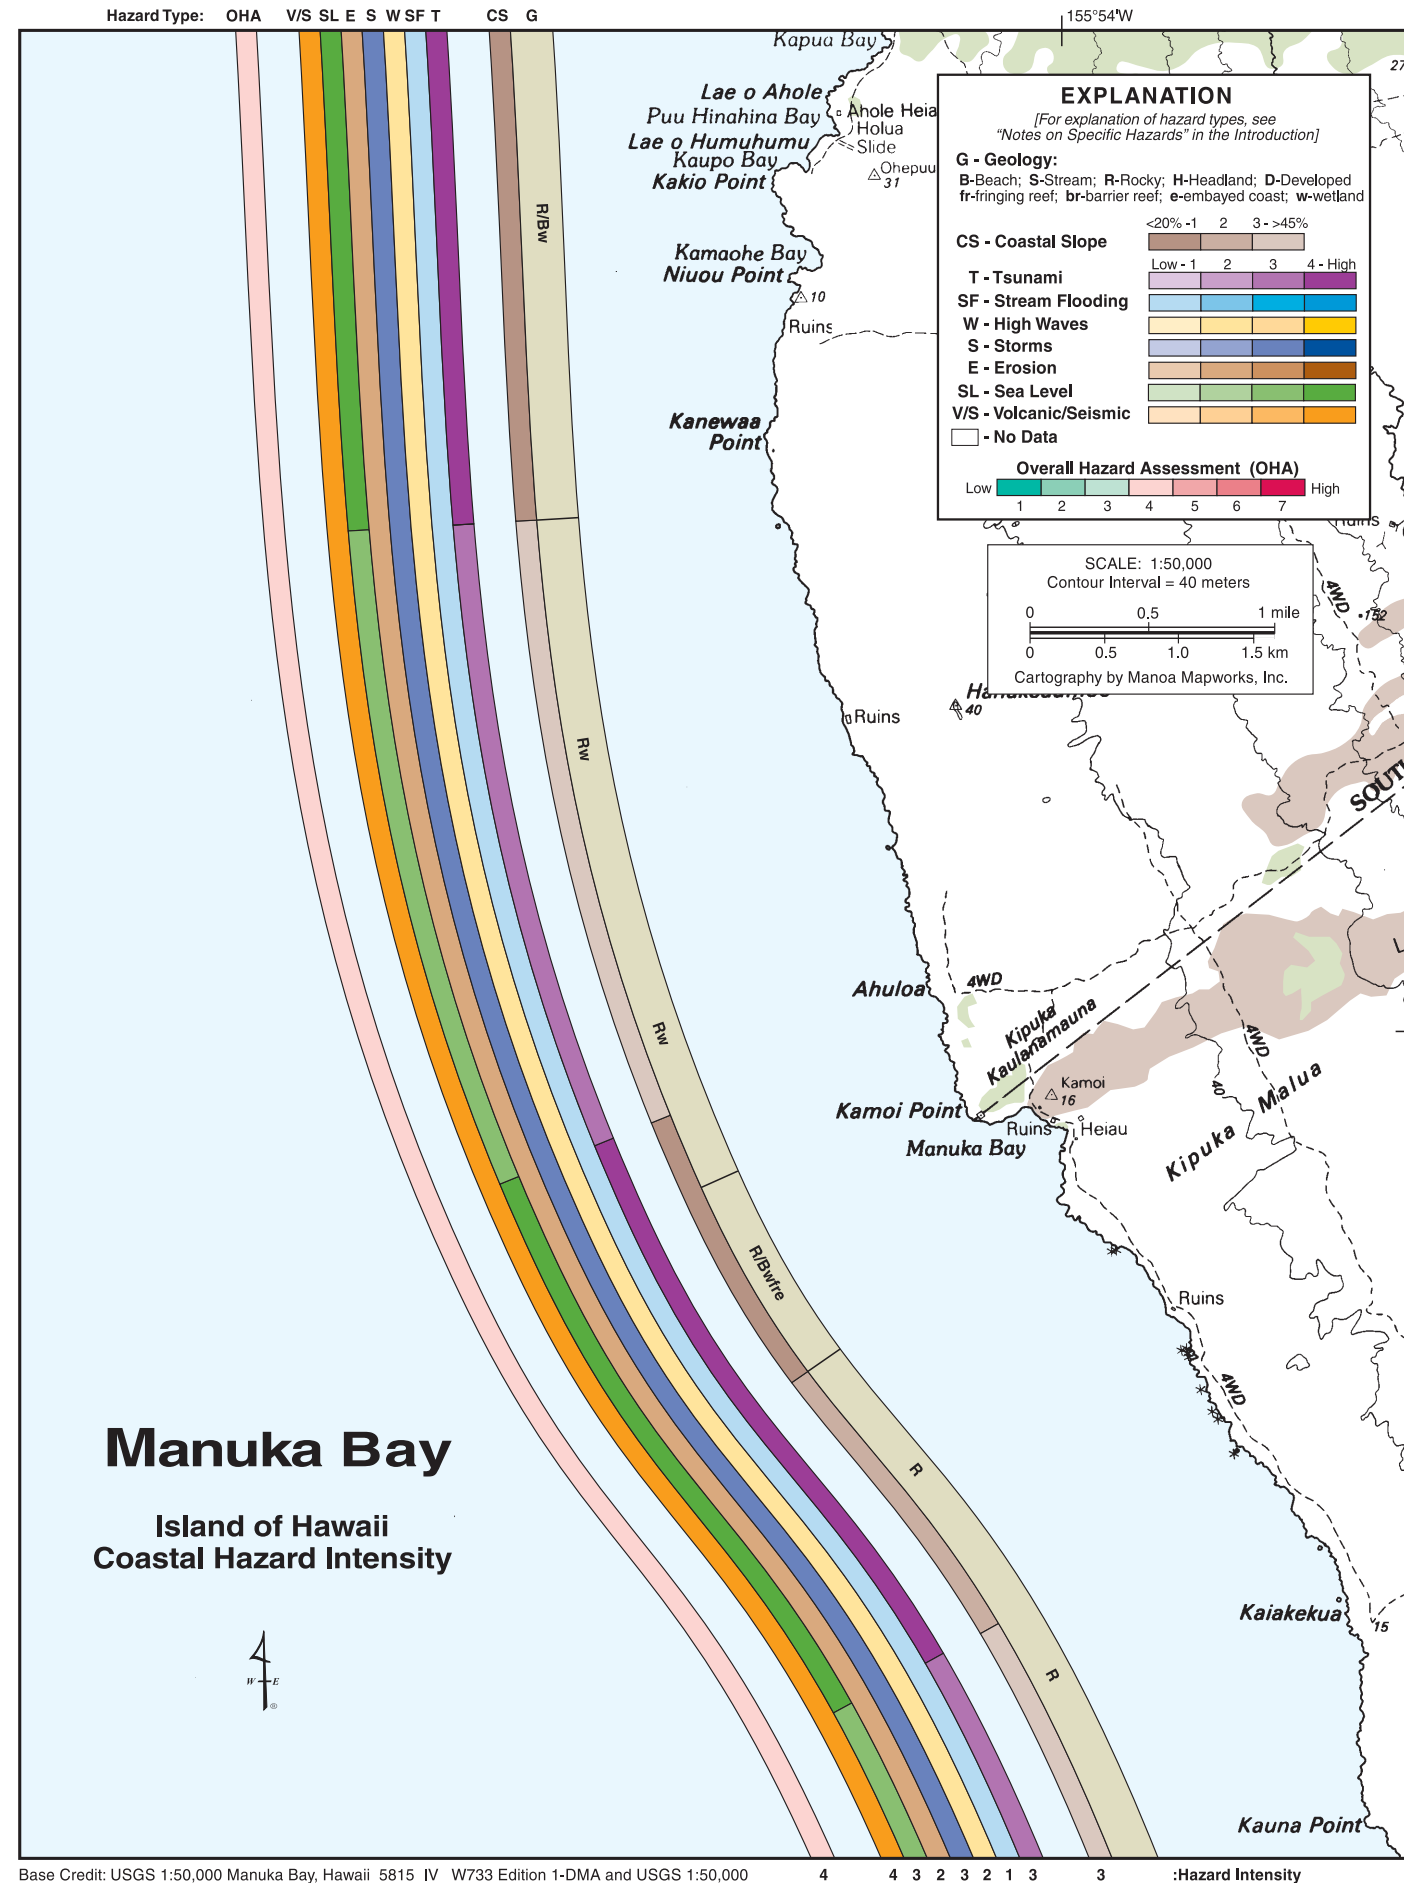 Hazard Type: OHA V/S SL E S W SF T CS G
155°54'W
Kapua Bay
Lae o Ahole
Puu Hinahina Bay
Ahole Heia
Holua
Slide
Lae o Humuhumu
Kaupo Bay
Kakio Point
Ohepuu
31
Kamaohe Bay
Niuou Point
10
Ruins
Kanewaa
Point
27
EXPLANATION
[For explanation of hazard types, see
“Notes on Specific Hazards” in the Introduction]
G - Geology:
B-Beach; S-Stream; R-Rocky; H-Headland; D-Developed
fr-fringing reef; br-barrier reef; e-embayed coast; w-wetland
<20% -1 2 3 - >45%
CS - Coastal Slope
Low - 1 2 3 4 - High
T - Tsunami
SF - Stream Flooding
W - High Waves
S - Storms
E - Erosion
SL - Sea Level
V/S - Volcanic/Seismic
- No Data
Overall Hazard Assessment (OHA)
Low High
1 2 3 4 5 6 7
Ruins
SCALE: 1:50,000
Contour Interval = 40 meters
0 0.5 1 mile
0 0.5 1.0 1.5 km
Cartography by Manoa Mapworks, Inc.
4WD
152
40
Ruins
SOUTH
R/Bw
Rw
Rw
R/Bwfre
R
R
Ahuloa
4WD
Kipuka
Kaulanamauna
4WD
40
Kamoi
16
Kamoi Point
Ruins
Heiau
Manuka Bay
Kipuka Malua
Ruins
4WD
Kaiakekua
15
Kauna Point
Manuka Bay
Island of Hawaii
Coastal Hazard Intensity
W E
Base Credit: USGS 1:50,000 Manuka Bay, Hawaii 5815 IV W733 Edition 1-DMA and USGS 1:50,000
4 4 3 2 3 2 1 3 3 :Hazard Intensity